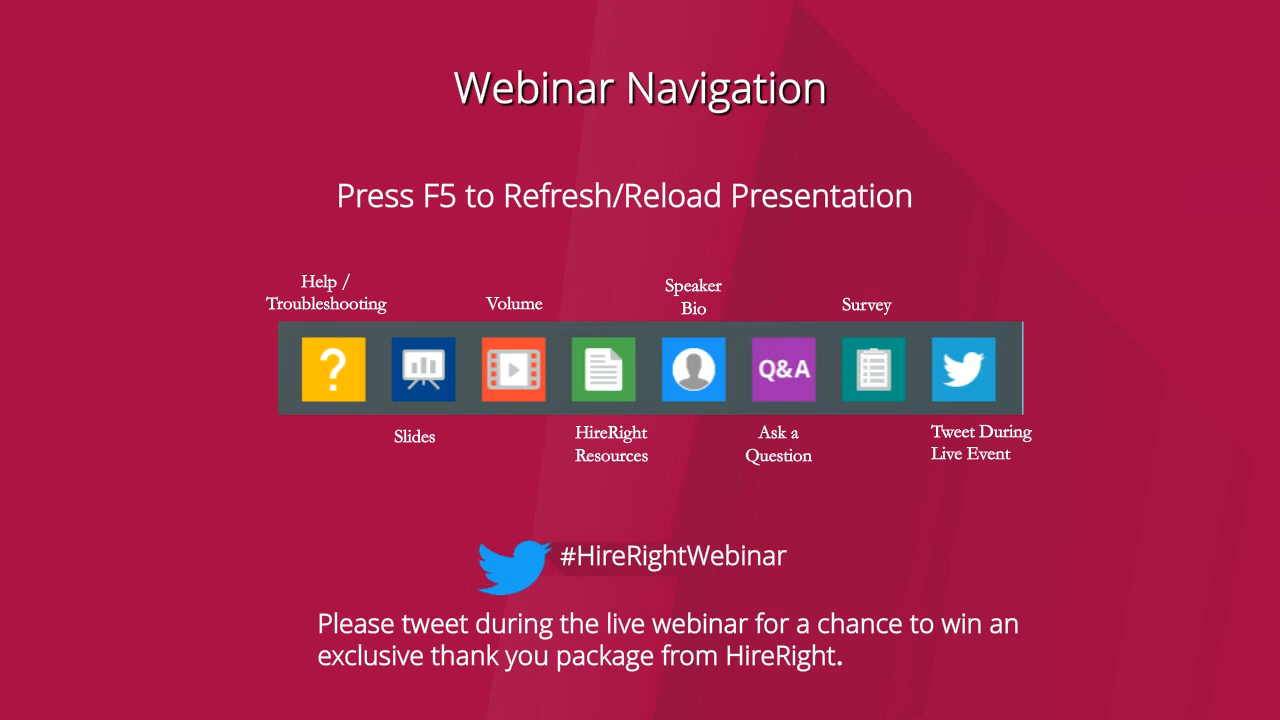 Webinar Navigation
Press F5 to Refresh/Reload Presentation
Help /
Troubleshooting
Volume
Speaker
Bio
Survey
?
Q&A
Slides
HireRight
Resources
Ask a
Question
Tweet During
Live Event
#HireRightWebinar
Please tweet during the live webinar for a chance to win an
exclusive thank you package from HireRight.